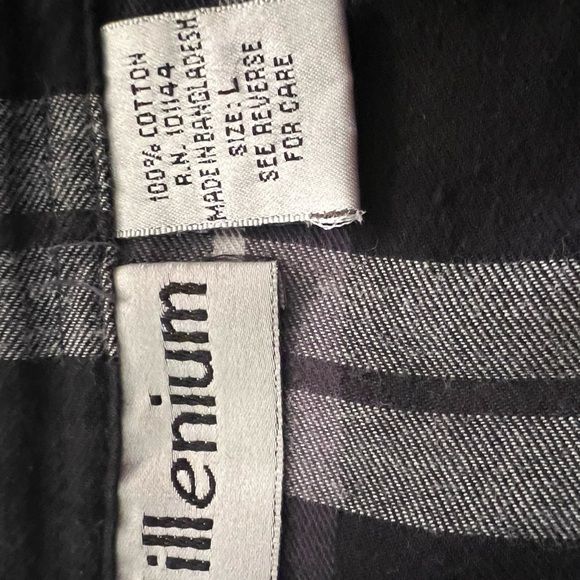 100% COTTON
R.N. 101144
MADE IN BANGLADESH
SIZE: L
SEE REVERSE
FOR CARE
illenium